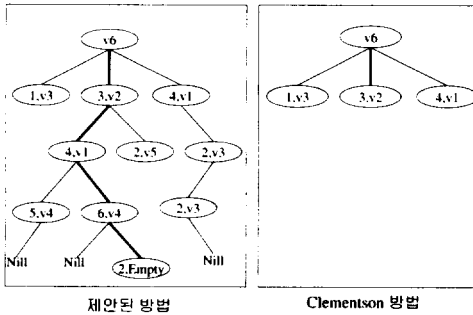 v6
1,v3 3,v2 4,v1
4,v1 2,v5 2,v3
5,v4 6,v4 2,v3
Nill Nill 2,Empty Nill
제안된 방법
v6
1,v3 3,v2 4,v1
Clementson 방법